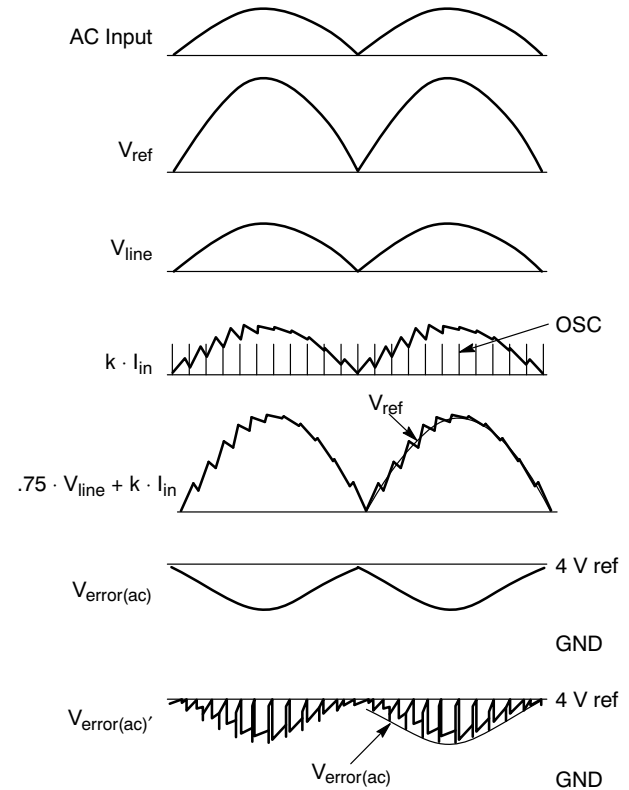 AC Input
Vref
Vline
OSC
k · Iin
Vref
.75 · Vline + k · Iin
4 V ref
Verror(ac)
GND
4 V ref
Verror(ac)′
Verror(ac)
GND